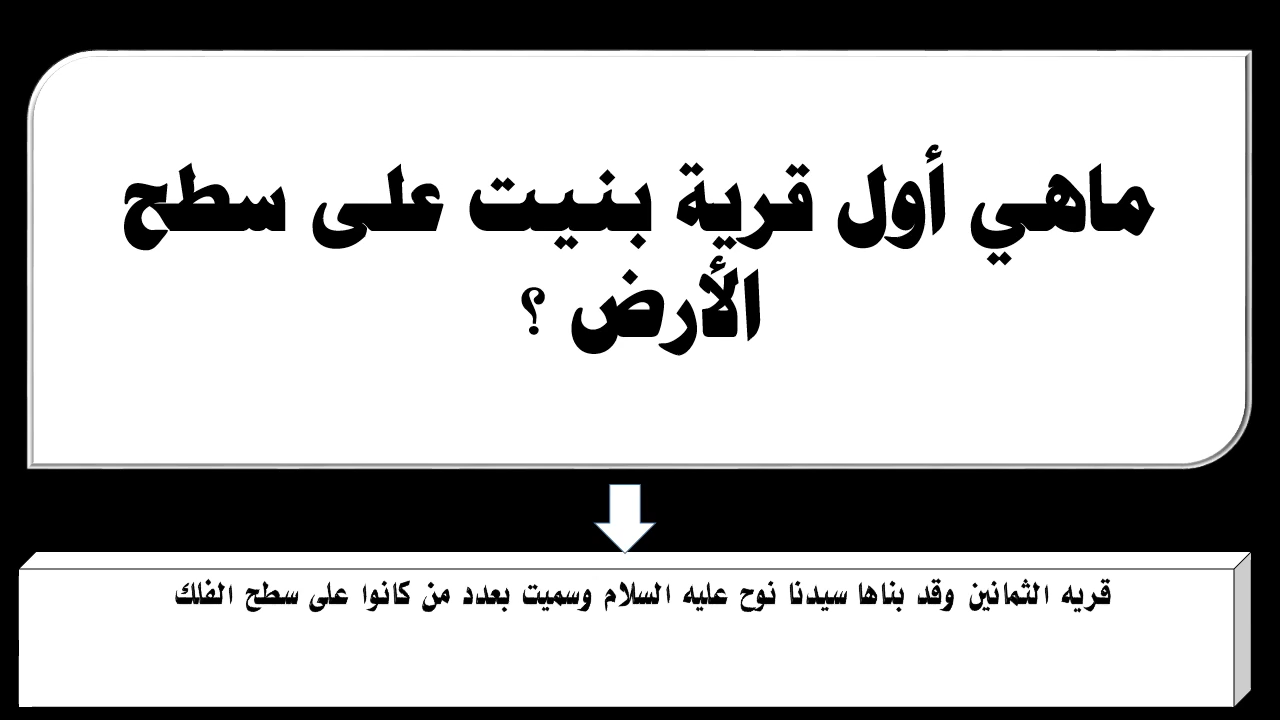 ماهي أول قرية بنيت على سطح
الأرض ؟
قريه الثمانين وقد بناها سيدنا نوح عليه السلام وسميت بعدد من كانوا على سطح الفلك